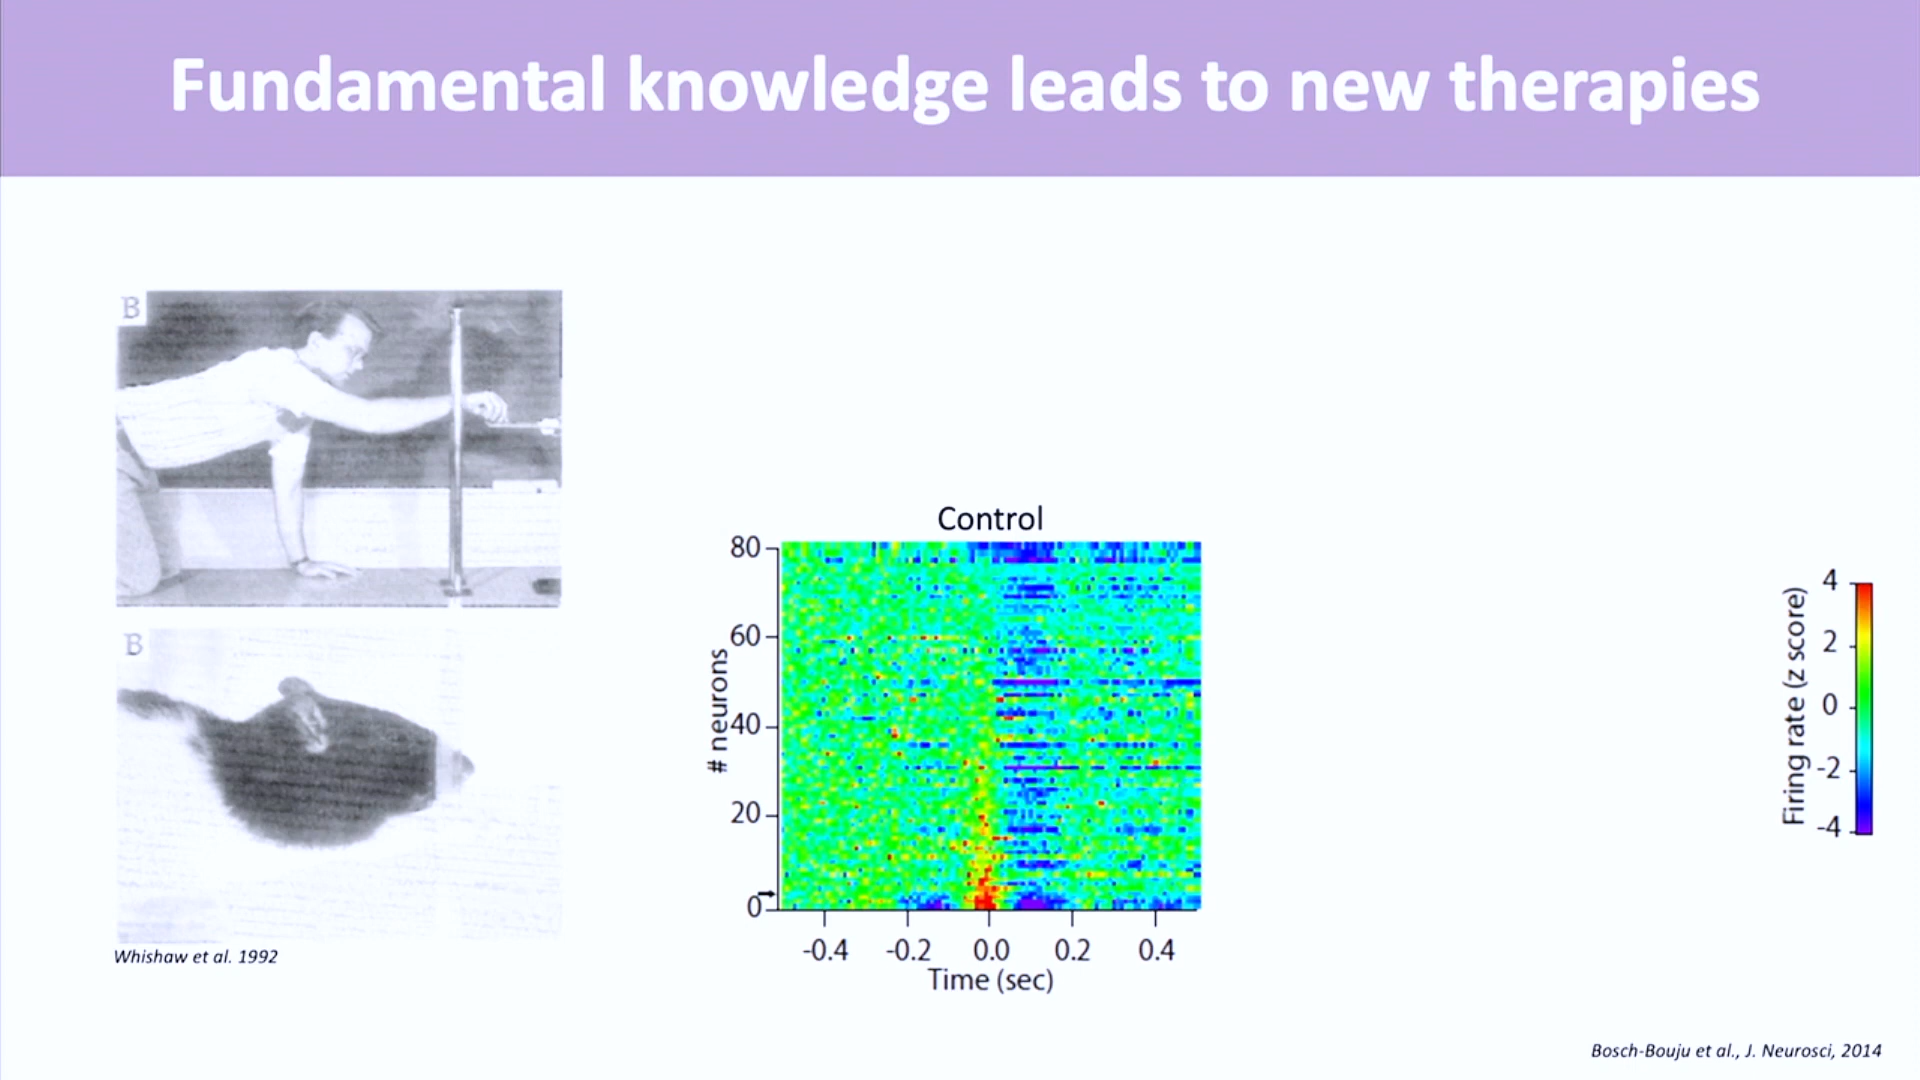 Fundamental knowledge leads to new therapies
B
B
Whishaw et al. 1992
Control
80
60
40
20
0
# neurons
-0.4 -0.2 0.0 0.2 0.4
Time (sec)
4
2
0
-2
-4
Firing rate (z score)
Bosch-Bouju et al., J. Neurosci, 2014